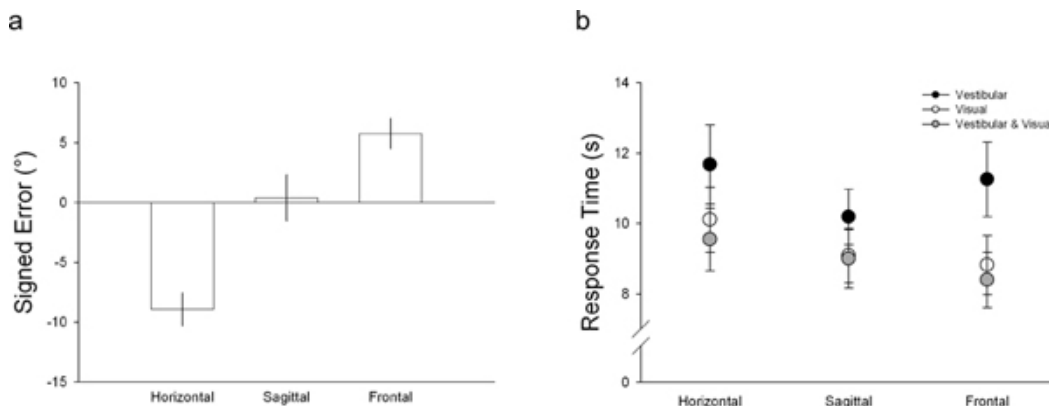 a
b
Signed Error (°)
10
5
0
-5
-10
-15
Horizontal Sagittal Frontal
Response Time (s)
14
12
10
8
0
Vestibular
Visual
Vestibular & Visual
Horizontal Sagittal Frontal